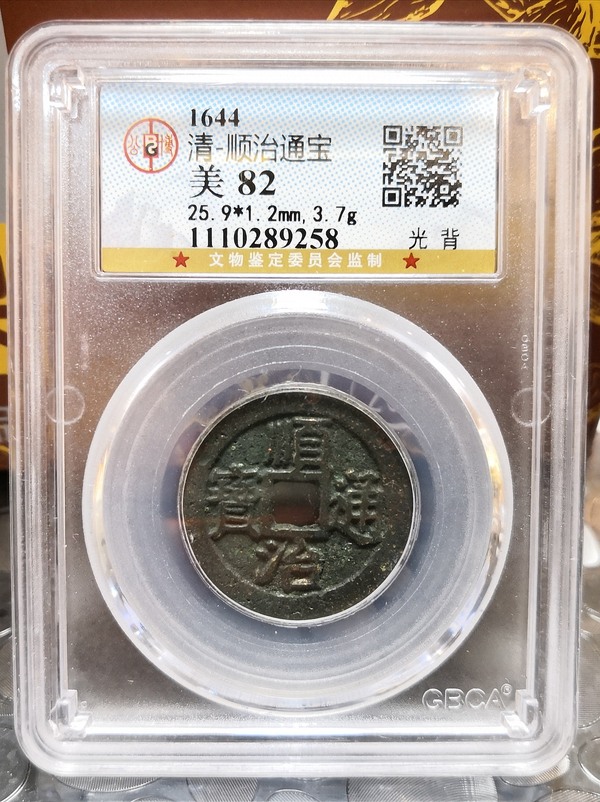 1644
清-顺治通宝
美 82
25.9*1.2mm,3.7g
1110289258 光背
★ 文物鉴定委员会监制 ★
順
寶 通
治
GBCA®